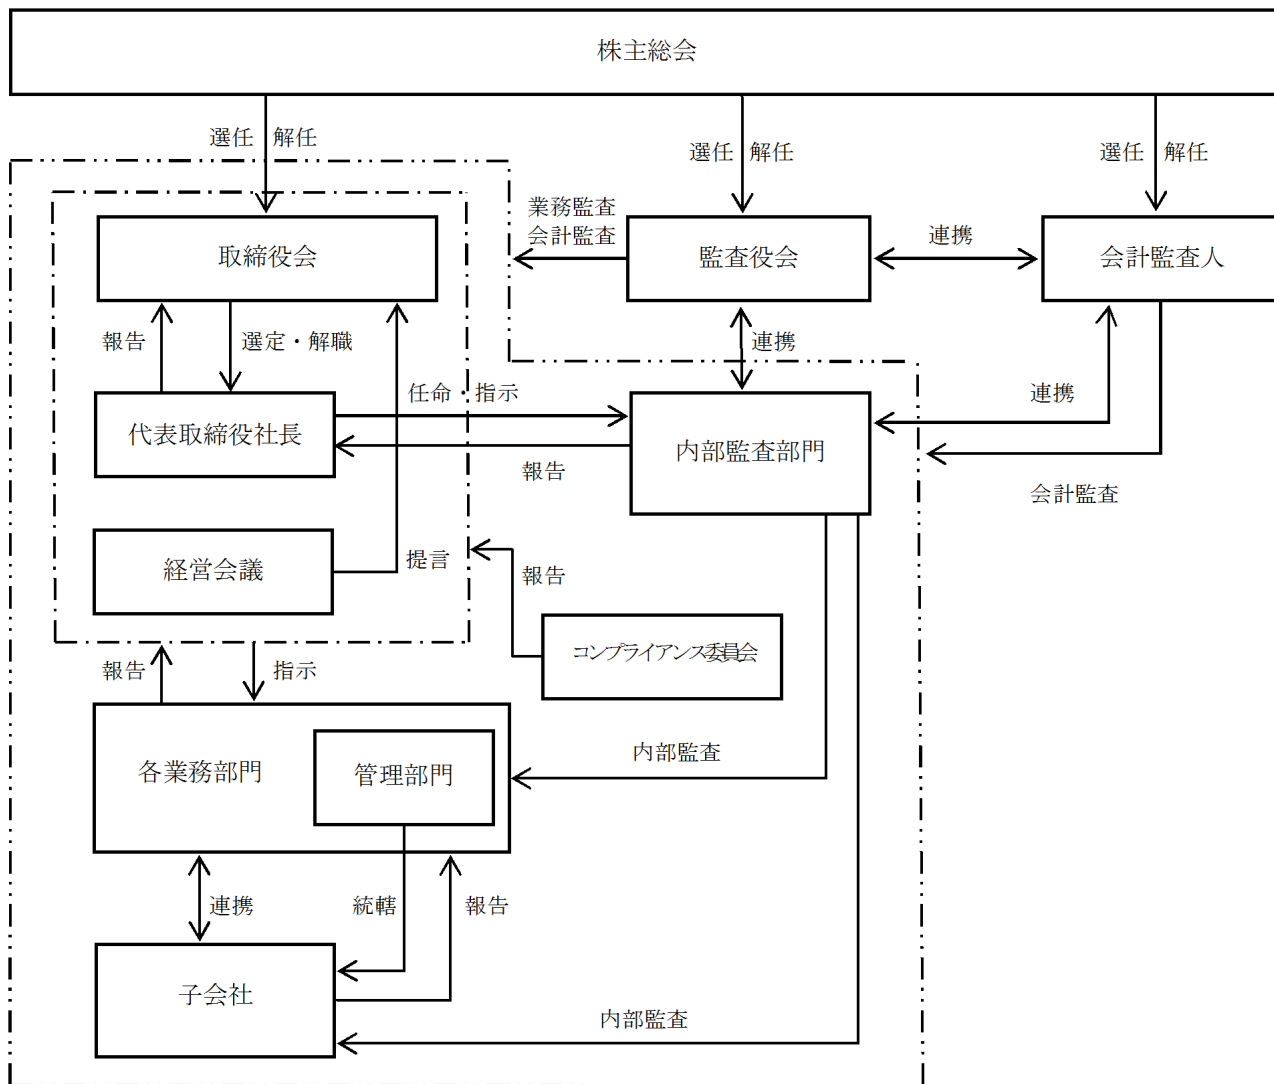 株主総会
選任 解任
選任 解任
選任 解任
業務監査
会計監査
取締役会
監査役会
連携
会計監査人
報告
選定・解職
連携
任命・指示
連携
代表取締役社長
内部監査部門
報告
会計監査
提言
経営会議
報告
コンプライアンス委員会
報告
指示
内部監査
各業務部門
管理部門
連携
統轄
報告
子会社
内部監査